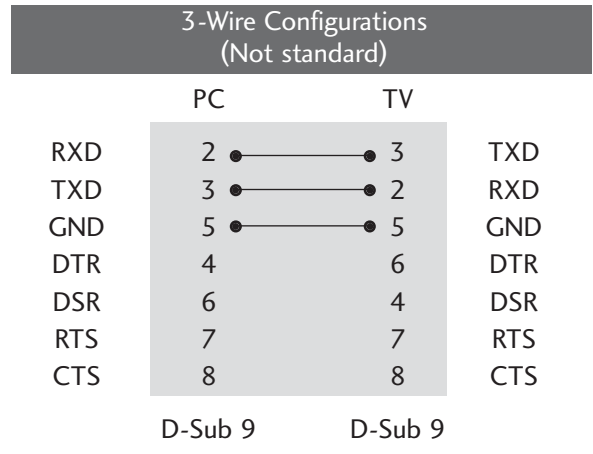 3-Wire Configurations
(Not standard)
PC TV
RXD 2 3 TXD
TXD 3 2 RXD
GND 5 5 GND
DTR 4 6 DTR
DSR 6 4 DSR
RTS 7 7 RTS
CTS 8 8 CTS
D-Sub 9 D-Sub 9